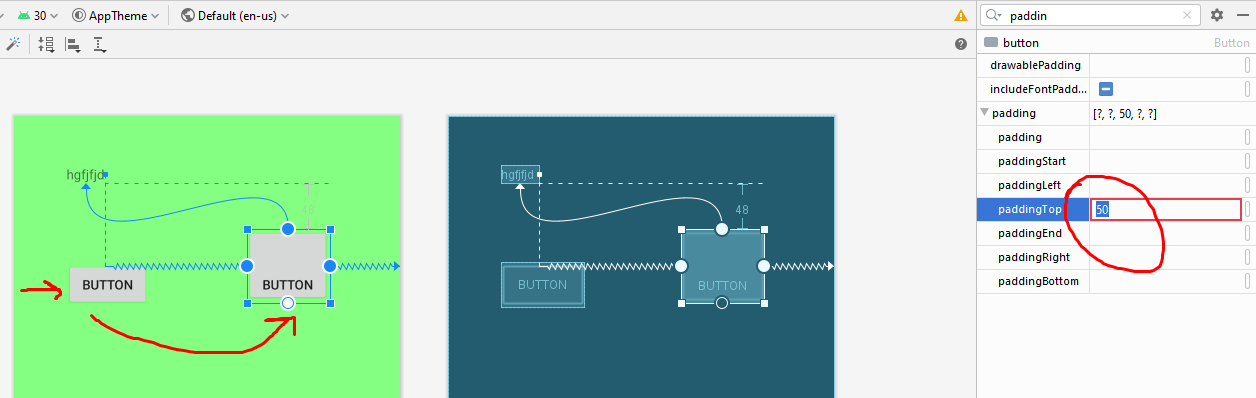 30 AppTheme Default (en-us)
paddin
button Button
drawablePadding
includeFontPadd...
padding [?, ?, 50, ?, ?]
padding
paddingStart
paddingLeft
paddingTop 50
paddingEnd
paddingRight
paddingBottom
hgfjfjd
48
BUTTON
BUTTON
hgfjfjd
48
BUTTON
BUTTON